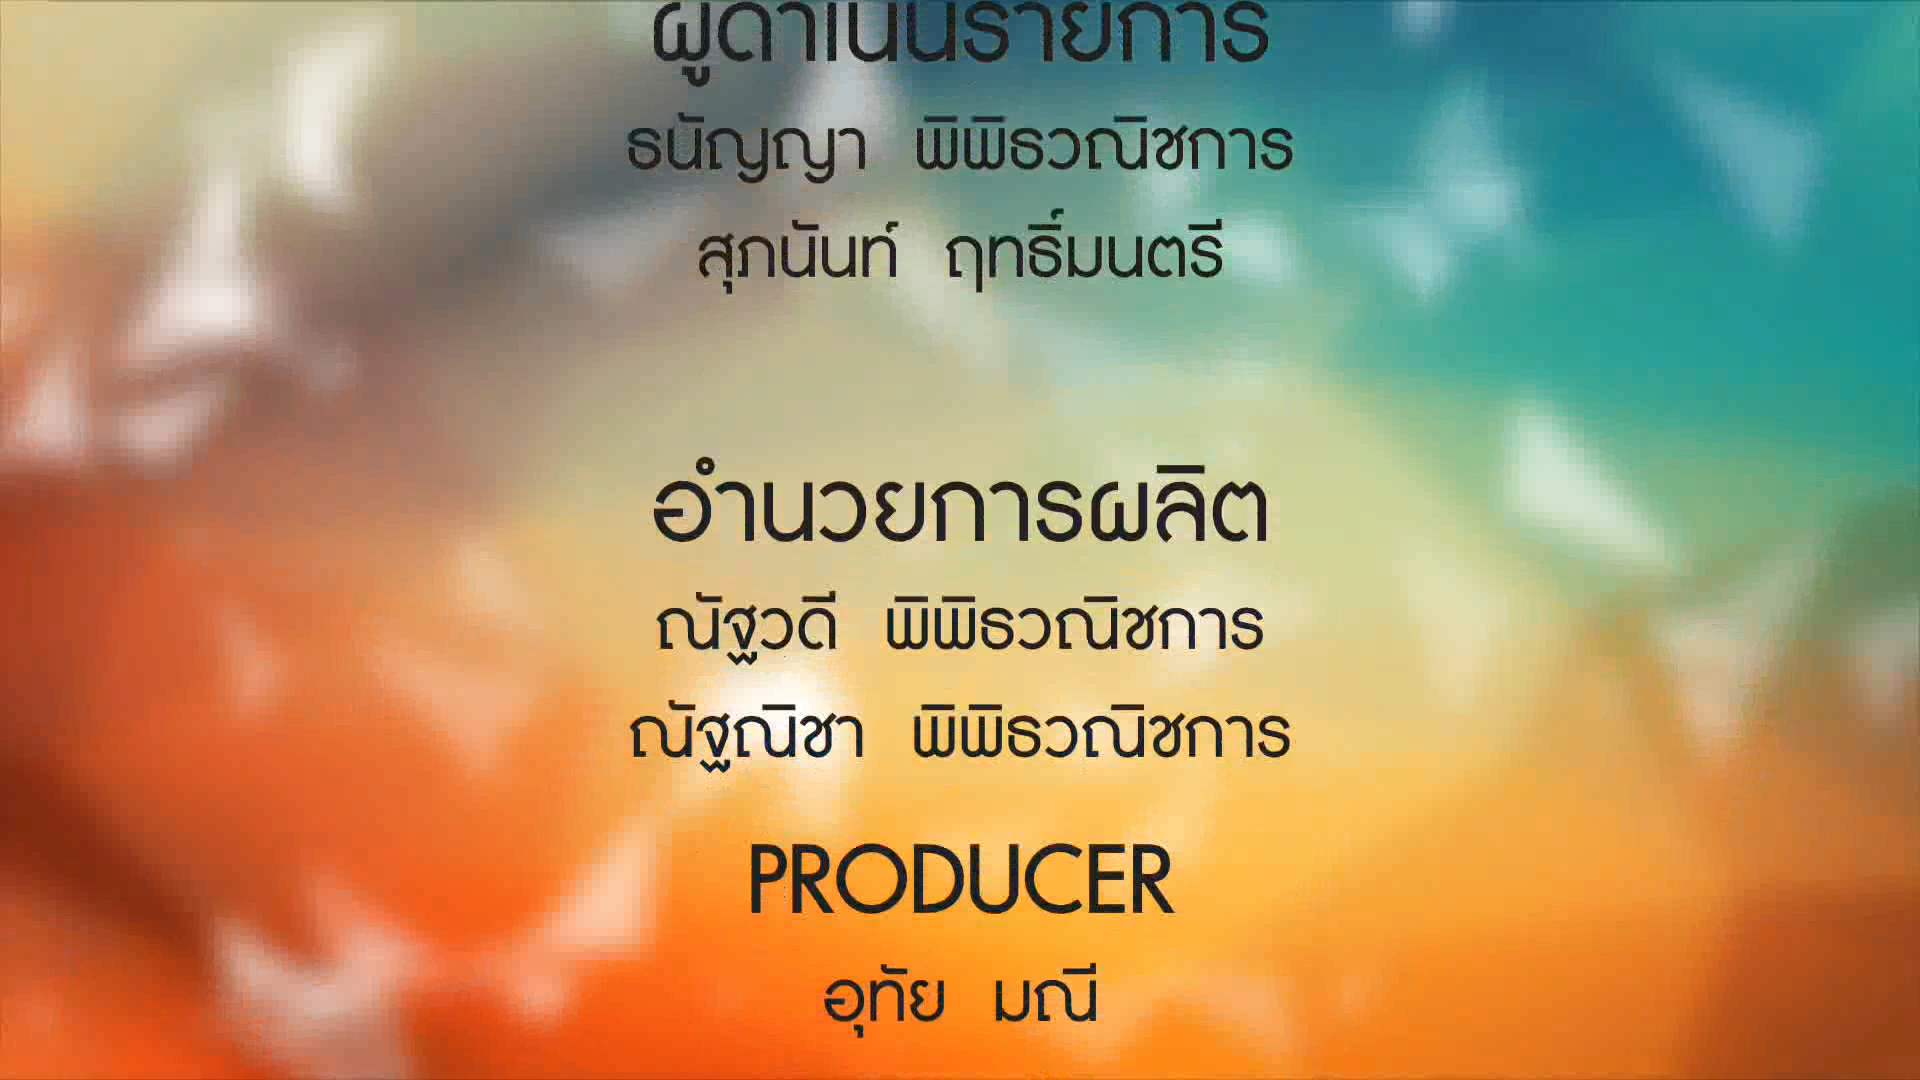 ผู้ดำเนินรายการ
ธนัญญา พิพิธวณิชการ
สุภนันท์ ฤทธิ์มนตรี
อำนวยการผลิต
ณัฐวดี พิพิธวณิชการ
ณัฐณิชา พิพิธวณิชการ
PRODUCER
อุทัย มณี